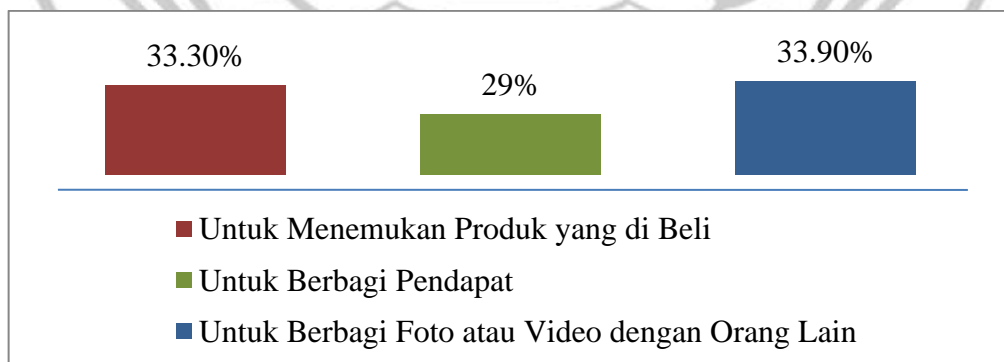 33.30%
29%
33.90%
Untuk Menemukan Produk yang di Beli
Untuk Berbagi Pendapat
Untuk Berbagi Foto atau Video dengan Orang Lain